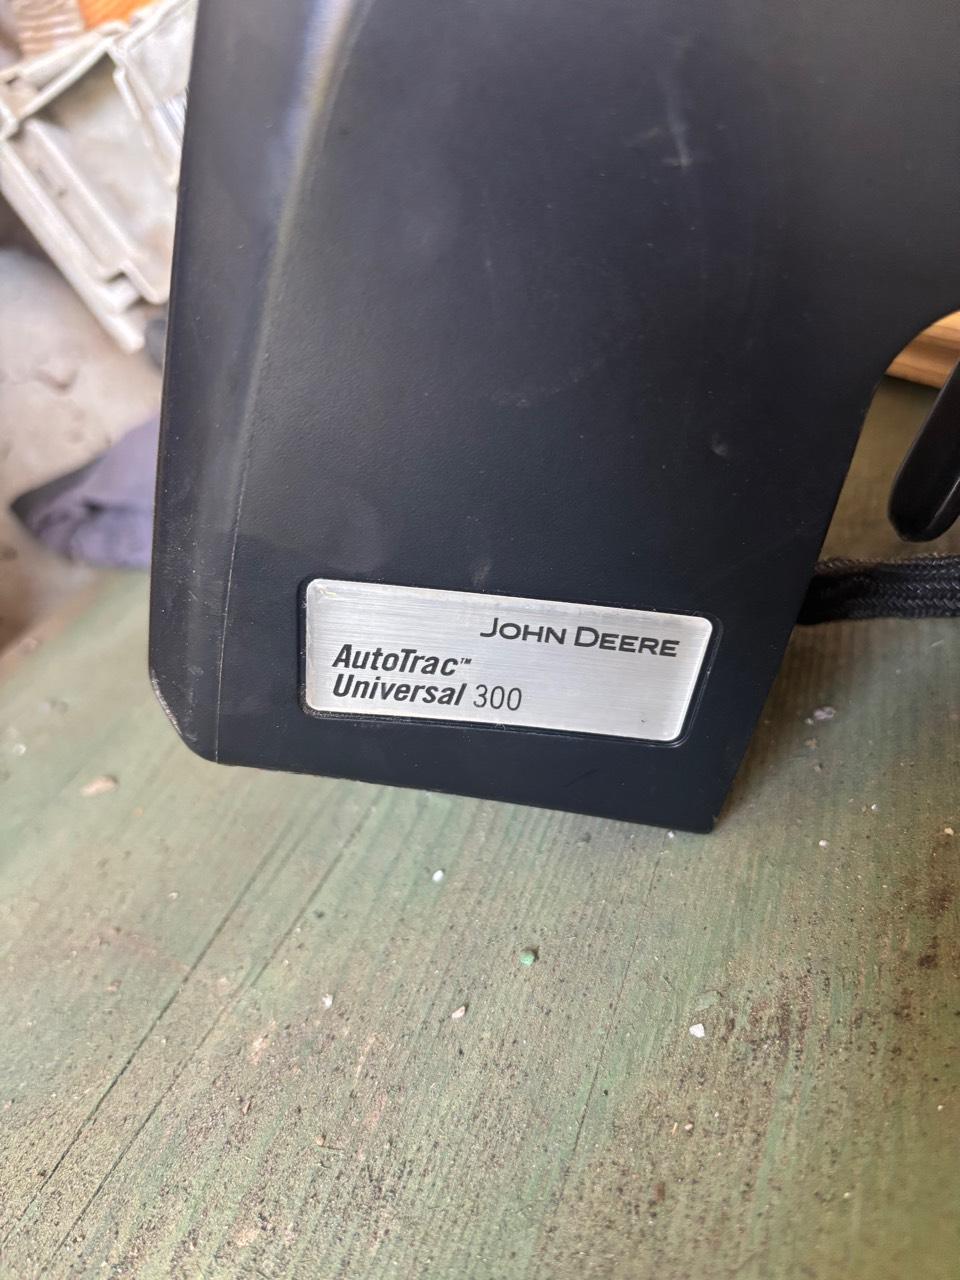 JOHN DEERE
AutoTrac™
Universal 300